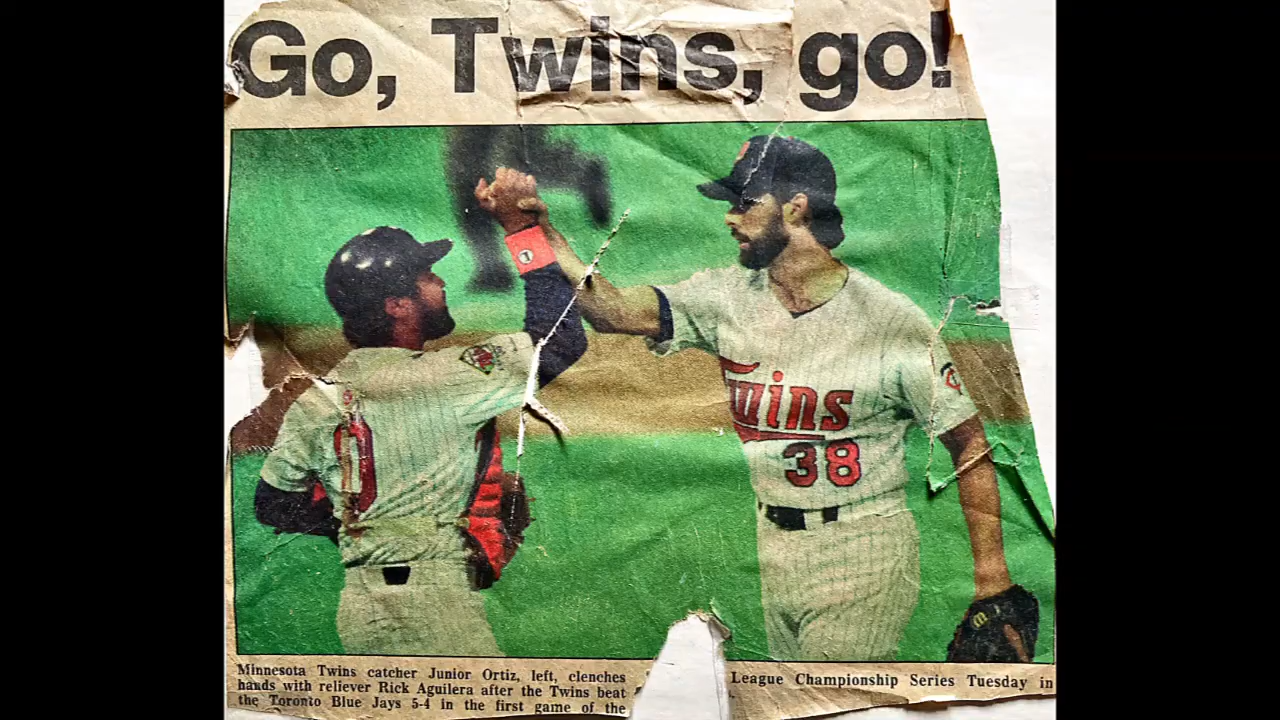 Go, Twins, go!
Twins
38
0
Minnesota Twins catcher Junior Ortiz, left, clenches
hands with reliever Rick Aguilera after the Twins beat
the Toronto Blue Jays 5-4 in the first game of the
League Championship Series Tuesday in